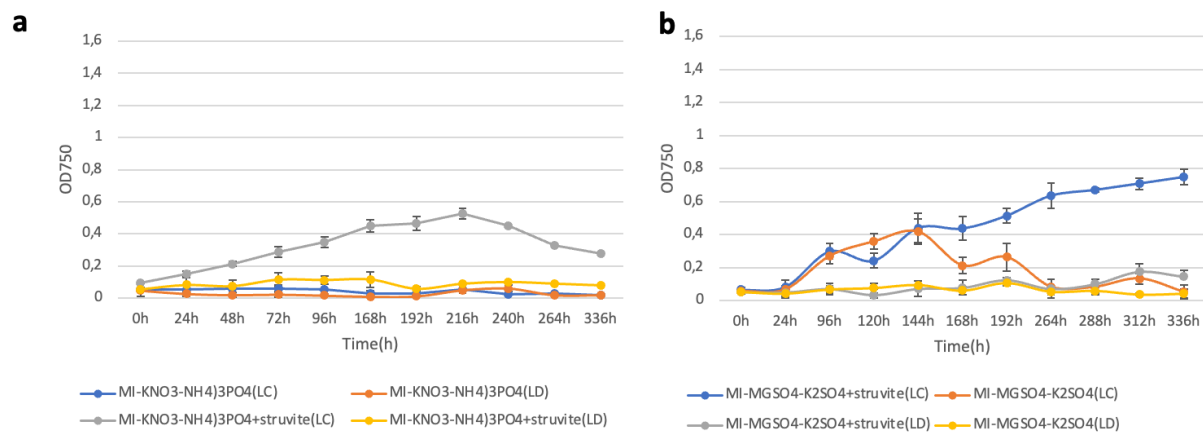 a
1,6
1,4
1,2
1
0,8
0,6
0,4
0,2
0
OD750
0h 24h 48h 72h 96h 168h 192h 216h 240h 264h 336h
Time(h)
MI-KNO3-NH4)3PO4(LC) MI-KNO3-NH4)3PO4(LD)
MI-KNO3-NH4)3PO4+struvite(LC) MI-KNO3-NH4)3PO4+struvite(LD)
b
1,6
1,4
1,2
1
0,8
0,6
0,4
0,2
0
OD750
0h 24h 96h 120h 144h 168h 192h 264h 288h 312h 336h
Time(h)
MI-MGSO4-K2SO4+struvite(LC) MI-MGSO4-K2SO4(LC)
MI-MGSO4-K2SO4+struvite(LD) MI-MGSO4-K2SO4(LD)